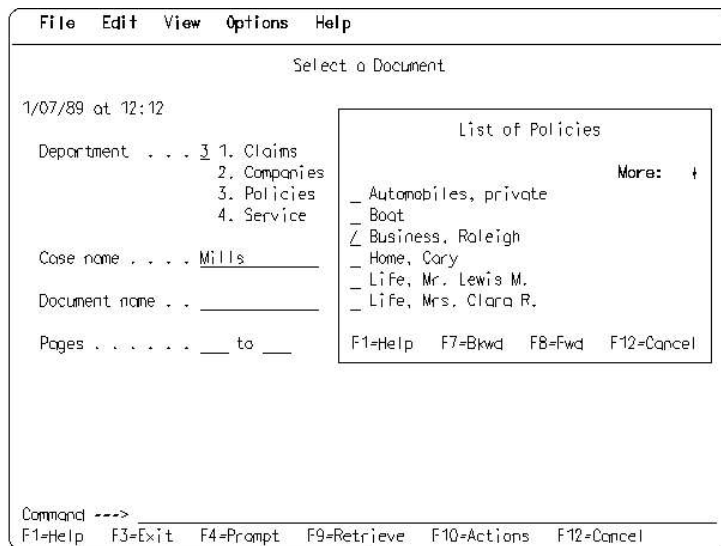 File Edit View Options Help
Select a Document
1/07/89 at 12:12
Department . . . 3 1. Claims
2. Companies
3. Policies
4. Service
Case name . . . . Mills
Document name . .
Pages . . . . . . ___ to ___
List of Policies
More: ↓
_ Automobiles, private
_ Boat
/ Business, Raleigh
_ Home, Cary
_ Life, Mr. Lewis M.
_ Life, Mrs. Clara R.
F1=Help F7=Bkwd F8=Fwd F12=Cancel
Command --->
F1=Help F3=Exit F4=Prompt F9=Retrieve F10=Actions F12=Cancel